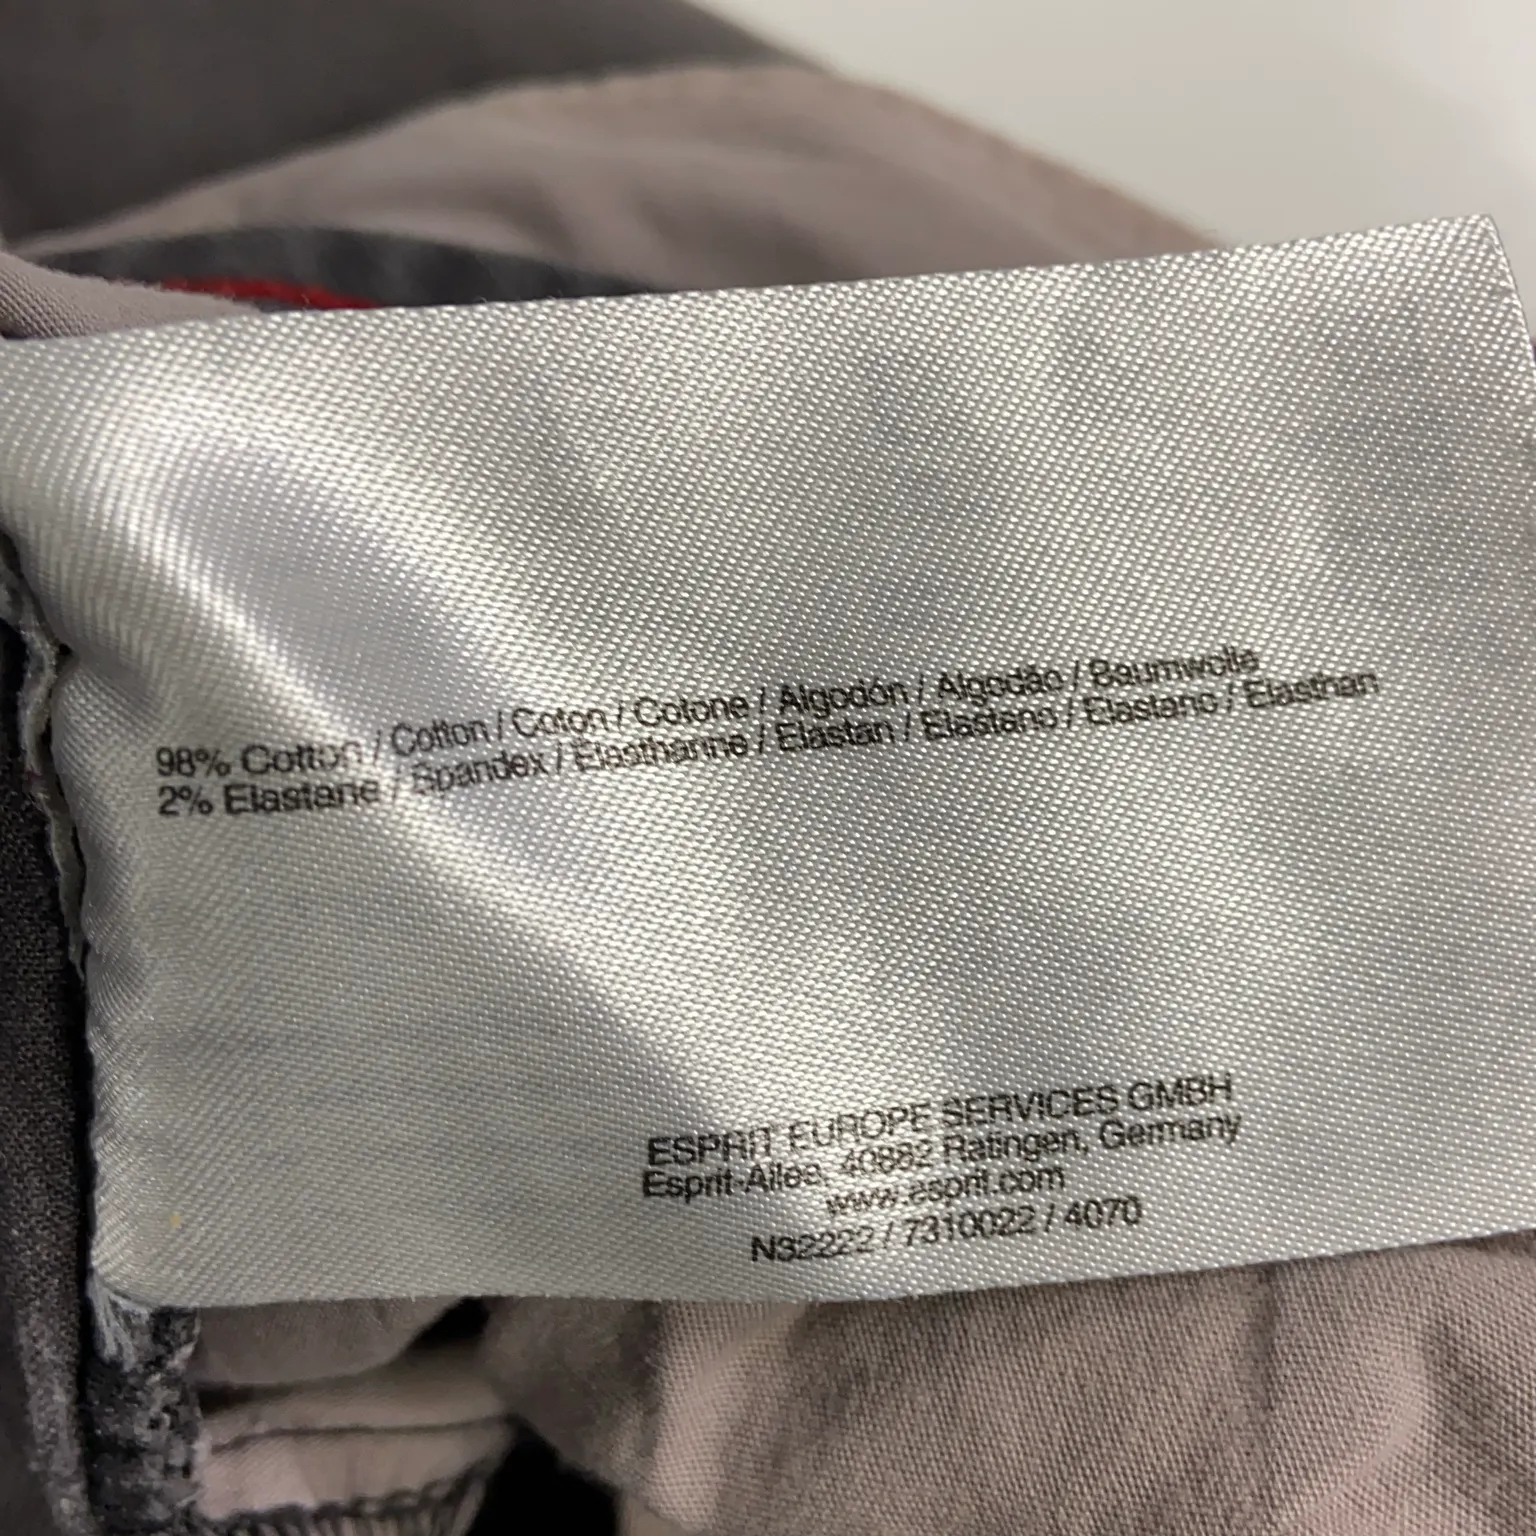 98% Cotton / Cotton / Coton / Cotone / Algodón / Algodão / Baumwolle
2% Elastane / Spandex / Élasthanne / Elastan / Elastano / Elastano / Elasthan
ESPRIT EUROPE SERVICES GMBH
Esprit-Allee, 40882 Ratingen, Germany
www.esprit.com
N32222 / 7310022 / 4070